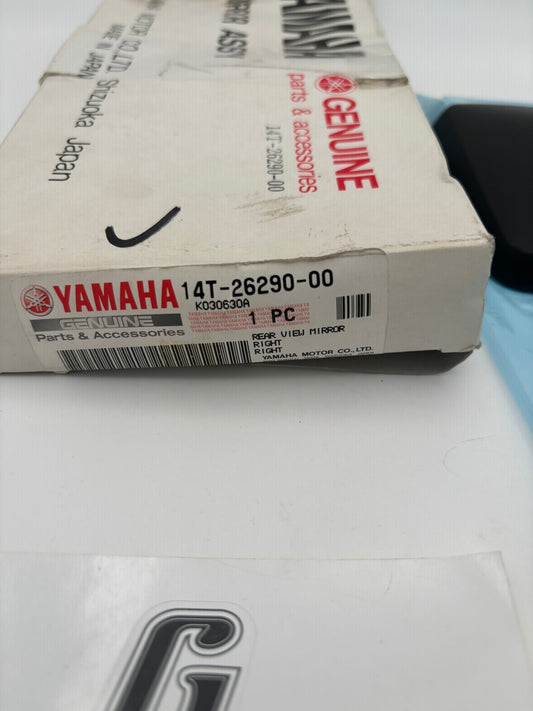 YAMAHA
MIRROR ASSY
MOTOR CO.,LTD. Shizuoka Japan
MADE IN JAPAN
GENUINE
parts & accessories
14T-26290-00
YAMAHA 14T-26290-00
K030630A
GENUINE
Parts & Accessories
1 PC
REAR VIEW MIRROR
RIGHT
RIGHT
YAMAHA MOTOR CO.,LTD.